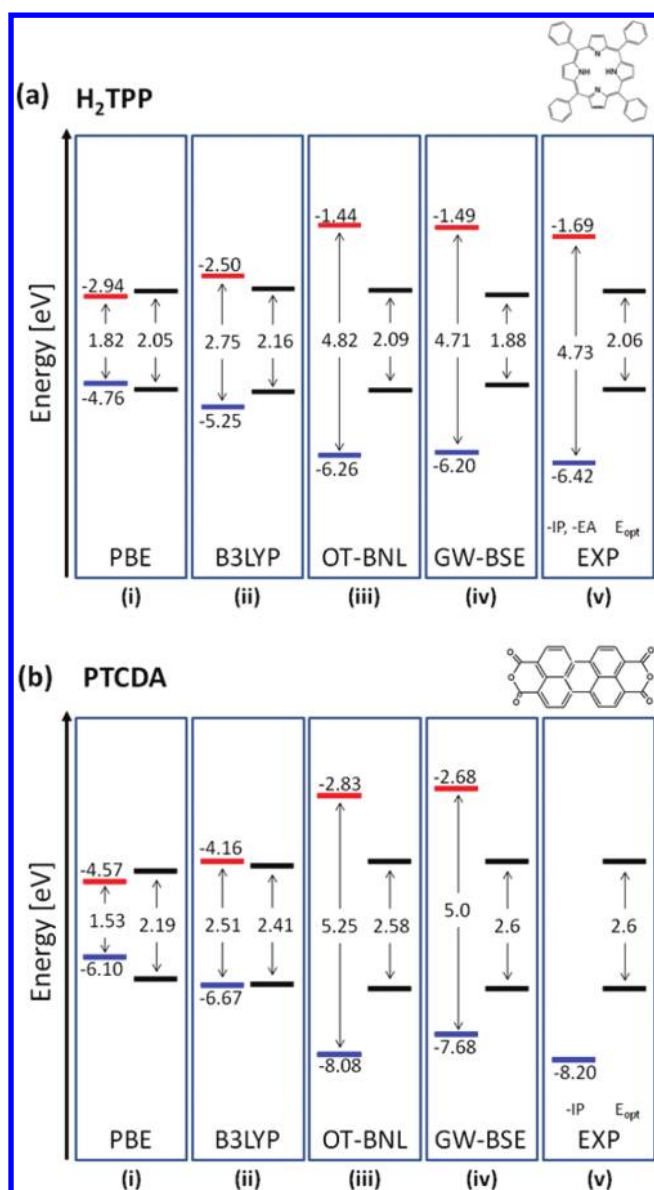 (a) H₂TPP
N
NH HN
N
Energy [eV]
-2.94
1.82 2.05
-4.76
PBE
(i)
-2.50
2.75 2.16
-5.25
B3LYP
(ii)
-1.44
4.82 2.09
-6.26
OT-BNL
(iii)
-1.49
4.71 1.88
-6.20
GW-BSE
(iv)
-1.69
4.73 2.06
-6.42
-IP, -EA Eopt
EXP
(v)
(b) PTCDA
O O
O O
O O
Energy [eV]
-4.57
1.53 2.19
-6.10
PBE
(i)
-4.16
2.51 2.41
-6.67
B3LYP
(ii)
-2.83
5.25 2.58
-8.08
OT-BNL
(iii)
-2.68
5.0 2.6
-7.68
GW-BSE
(iv)
2.6
-8.20
-IP Eopt
EXP
(v)